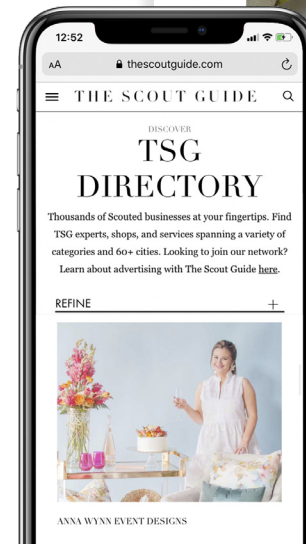 12:52
AA thescoutguide.com
THE SCOUT GUIDE
DISCOVER
TSG
DIRECTORY
Thousands of Scouted businesses at your fingertips. Find
TSG experts, shops, and services spanning a variety of
categories and 60+ cities. Looking to join our network?
Learn about advertising with The Scout Guide here.
REFINE +
ANNA WYNN EVENT DESIGNS